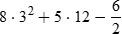 8 · 3² + 5 · 12 − 6/2